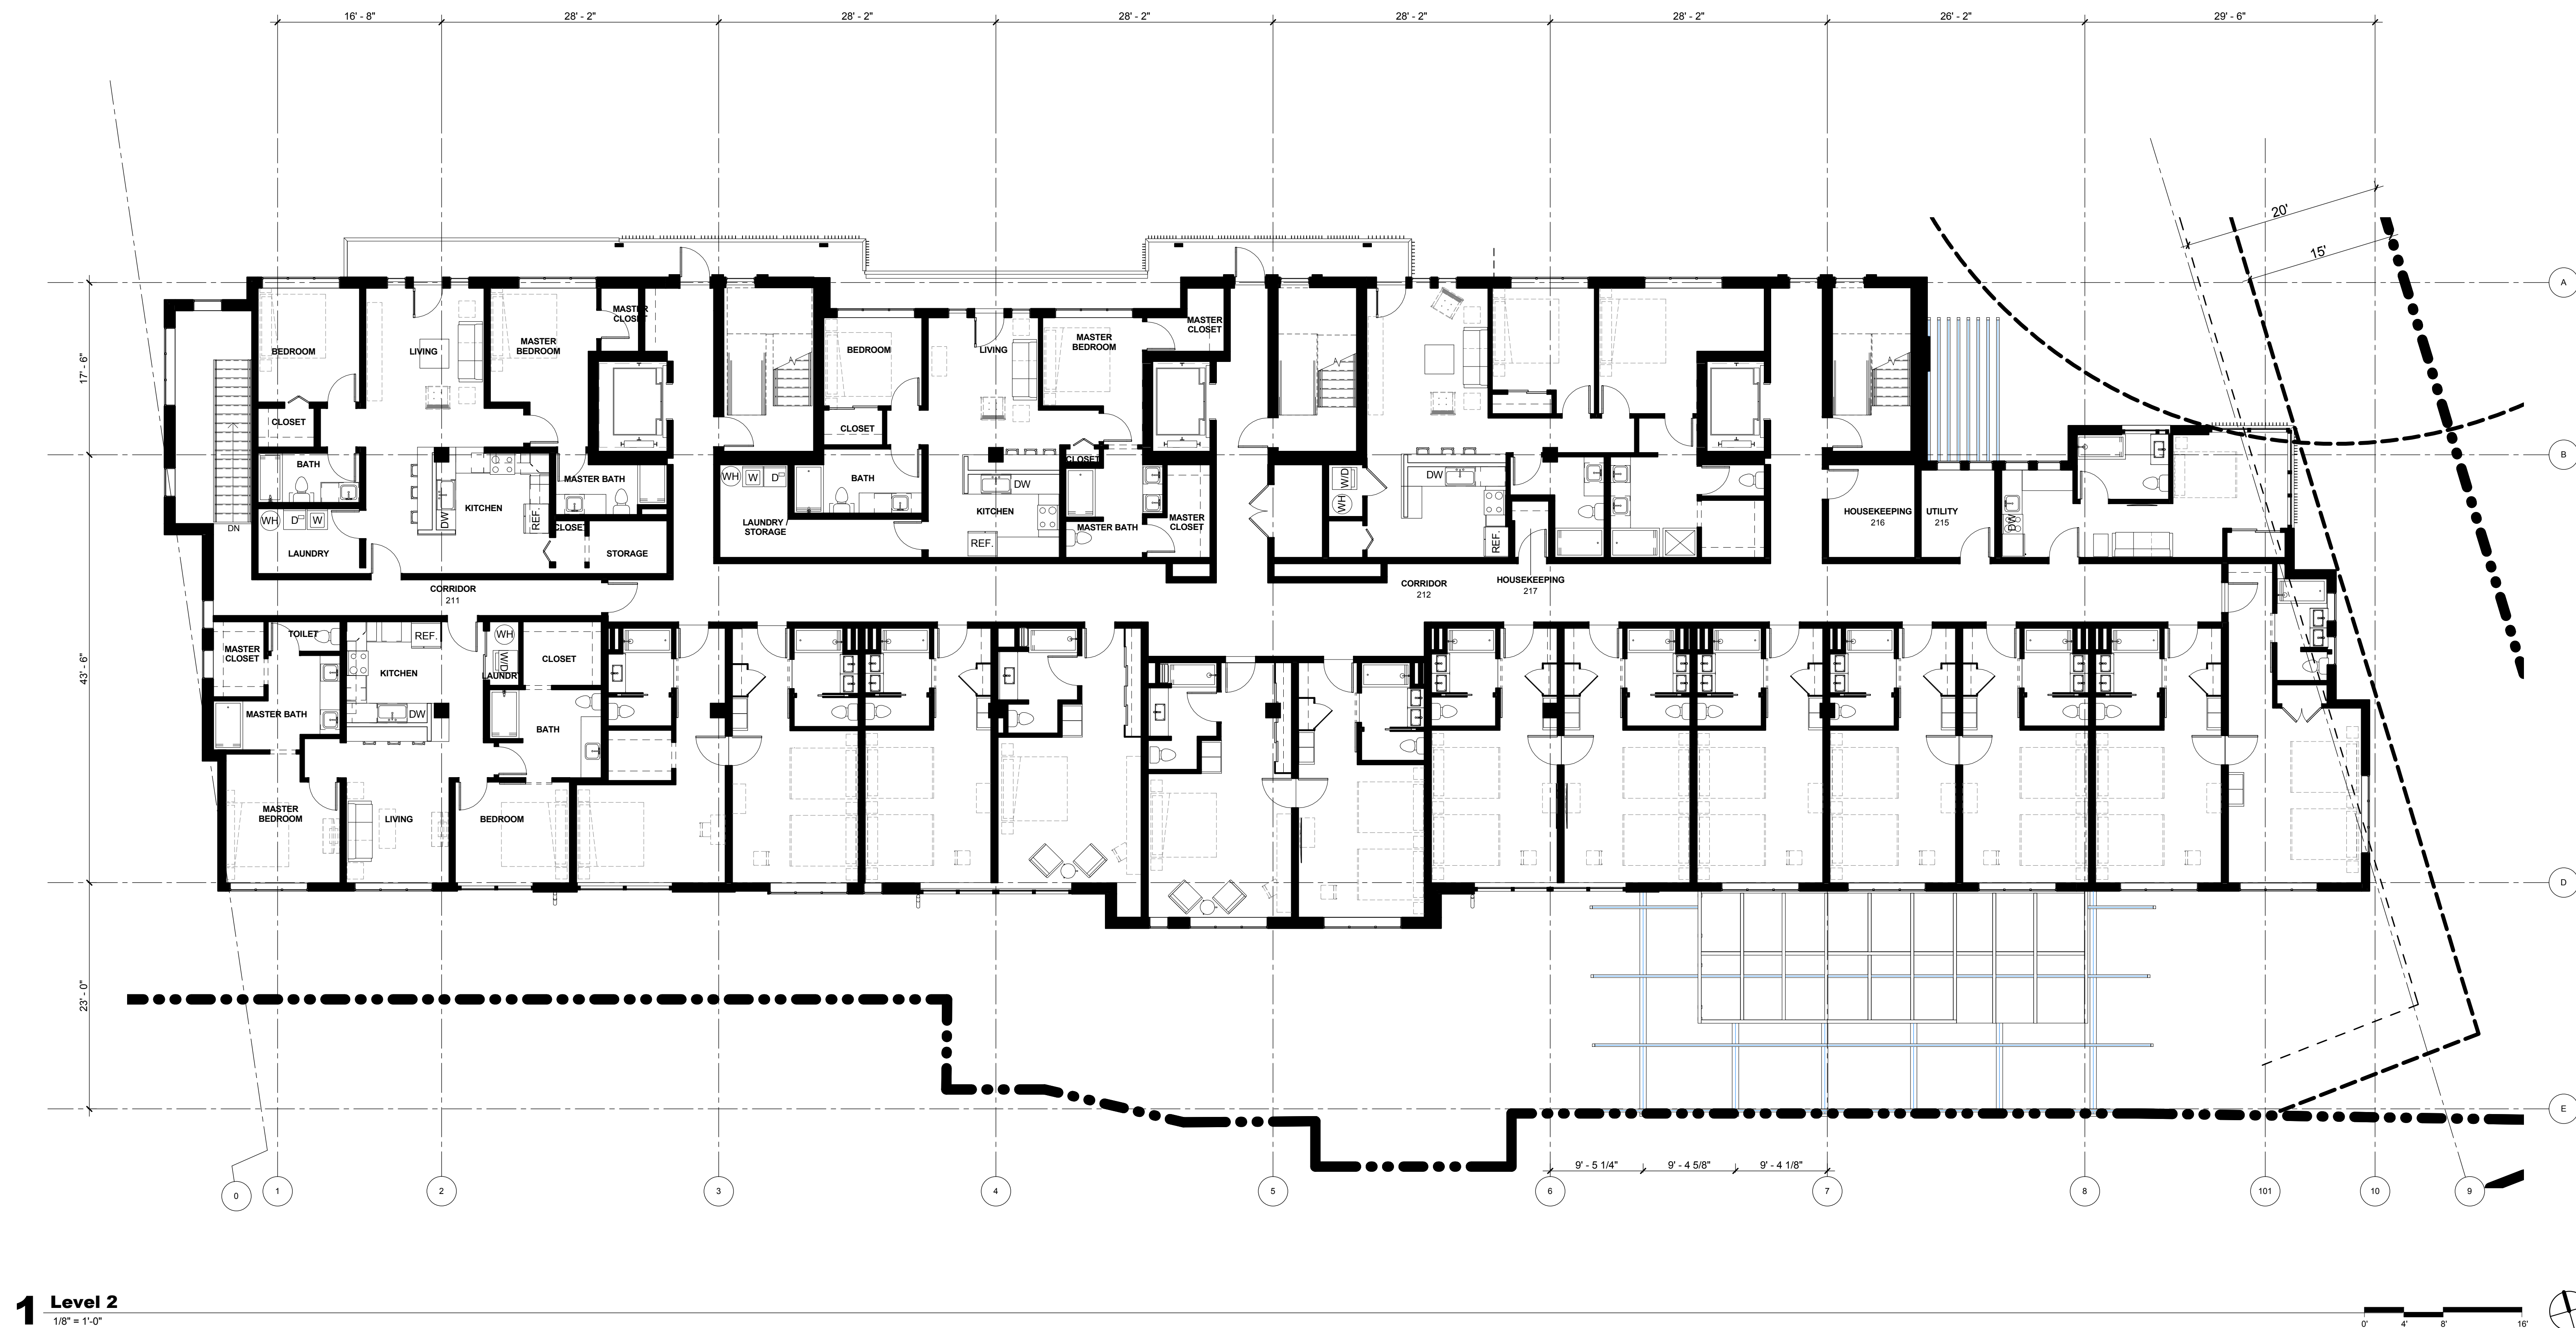 16' - 8"
28' - 2"
28' - 2"
28' - 2"
28' - 2"
28' - 2"
26' - 2"
29' - 6"
20'
15'
A
17' - 6"
MASTER
CLOSET
MASTER
CLOSET
BEDROOM
LIVING
MASTER
BEDROOM
BEDROOM
LIVING
MASTER
BEDROOM
CLOSET
CLOSET
B
BATH
MASTER BATH
CLOSET
WH
W
D
BATH
DW
DW
W/D
WH
KITCHEN
DW
REF.
WH
D
W
LAUNDRY
DN
CLOSET
STORAGE
LAUNDRY /
STORAGE
KITCHEN
REF.
MASTER BATH
MASTER
CLOSET
REF.
HOUSEKEEPING
216
UTILITY
215
DW
CORRIDOR
211
CORRIDOR
212
HOUSEKEEPING
217
43' - 6"
TOILET
REF.
WH
MASTER
CLOSET
KITCHEN
W/D
LAUNDRY
CLOSET
MASTER BATH
DW
BATH
MASTER
BEDROOM
LIVING
BEDROOM
D
23' - 0"
E
9' - 5 1/4"
9' - 4 5/8"
9' - 4 1/8"
0
1
2
3
4
5
6
7
8
101
10
9
1
Level 2
1/8" = 1'-0"
0'
4'
8'
16'